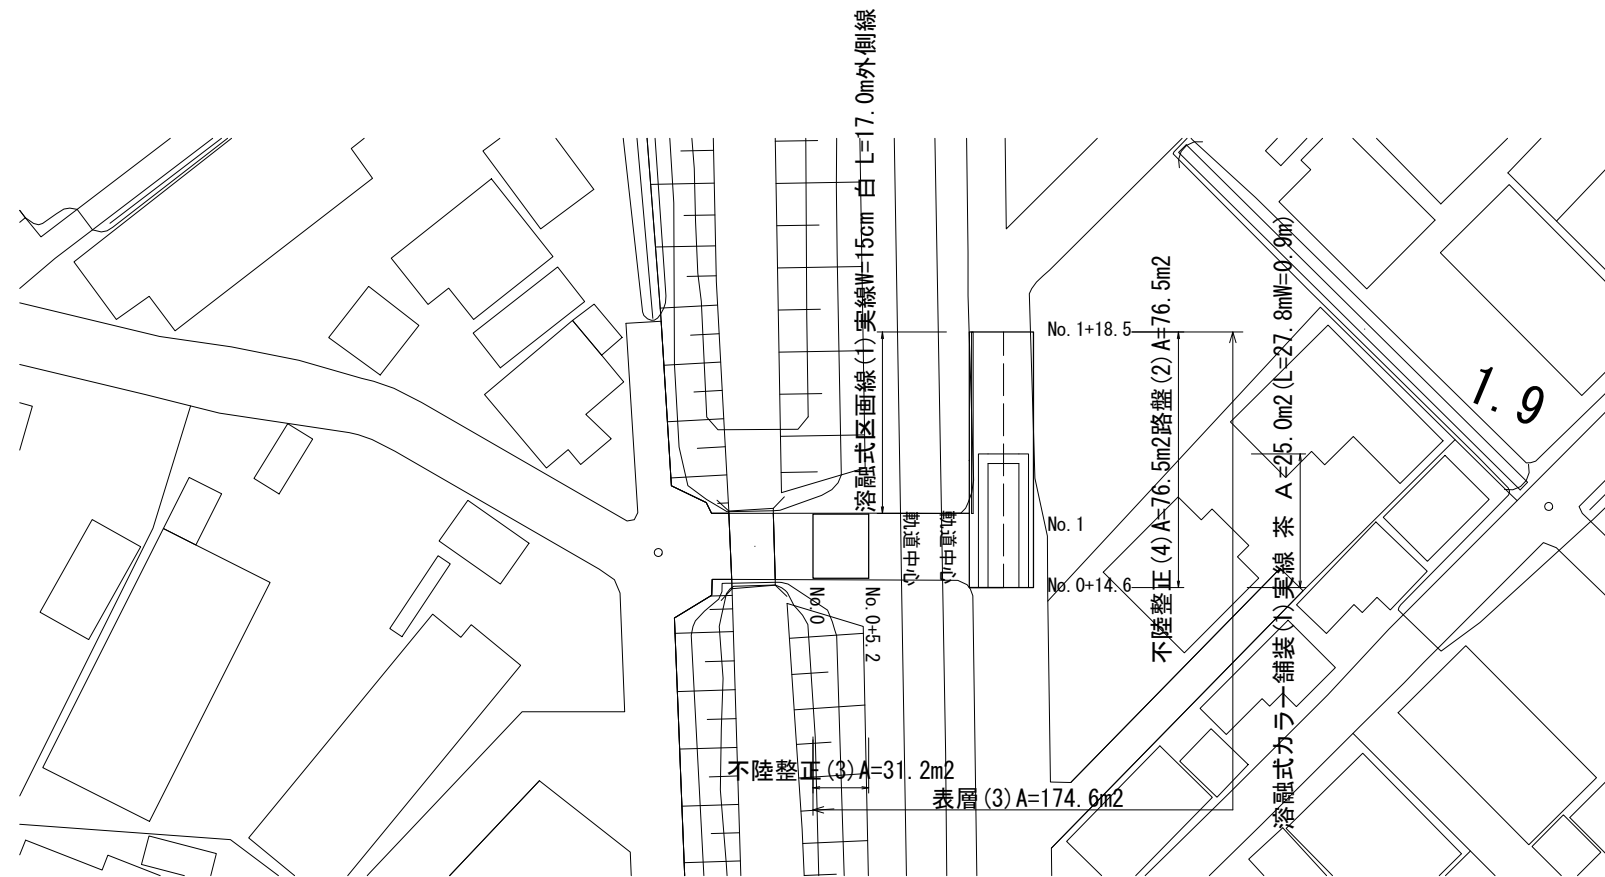 溶融式区画線(1)実線W=15cm 白 L=17.0m外側線
不陸整正(4)A=76.5m2路盤(2)A=76.5m2
溶融式カラー舗装(1)実線 茶 A=25.0m2(L=27.8mW=0.9m)
1.9
No.1+18.5
No.1
No.0+14.6
軌道中心
軌道中心
No.0
No.0+5.2
不陸整正(3)A=31.2m2
表層(3)A=174.6m2